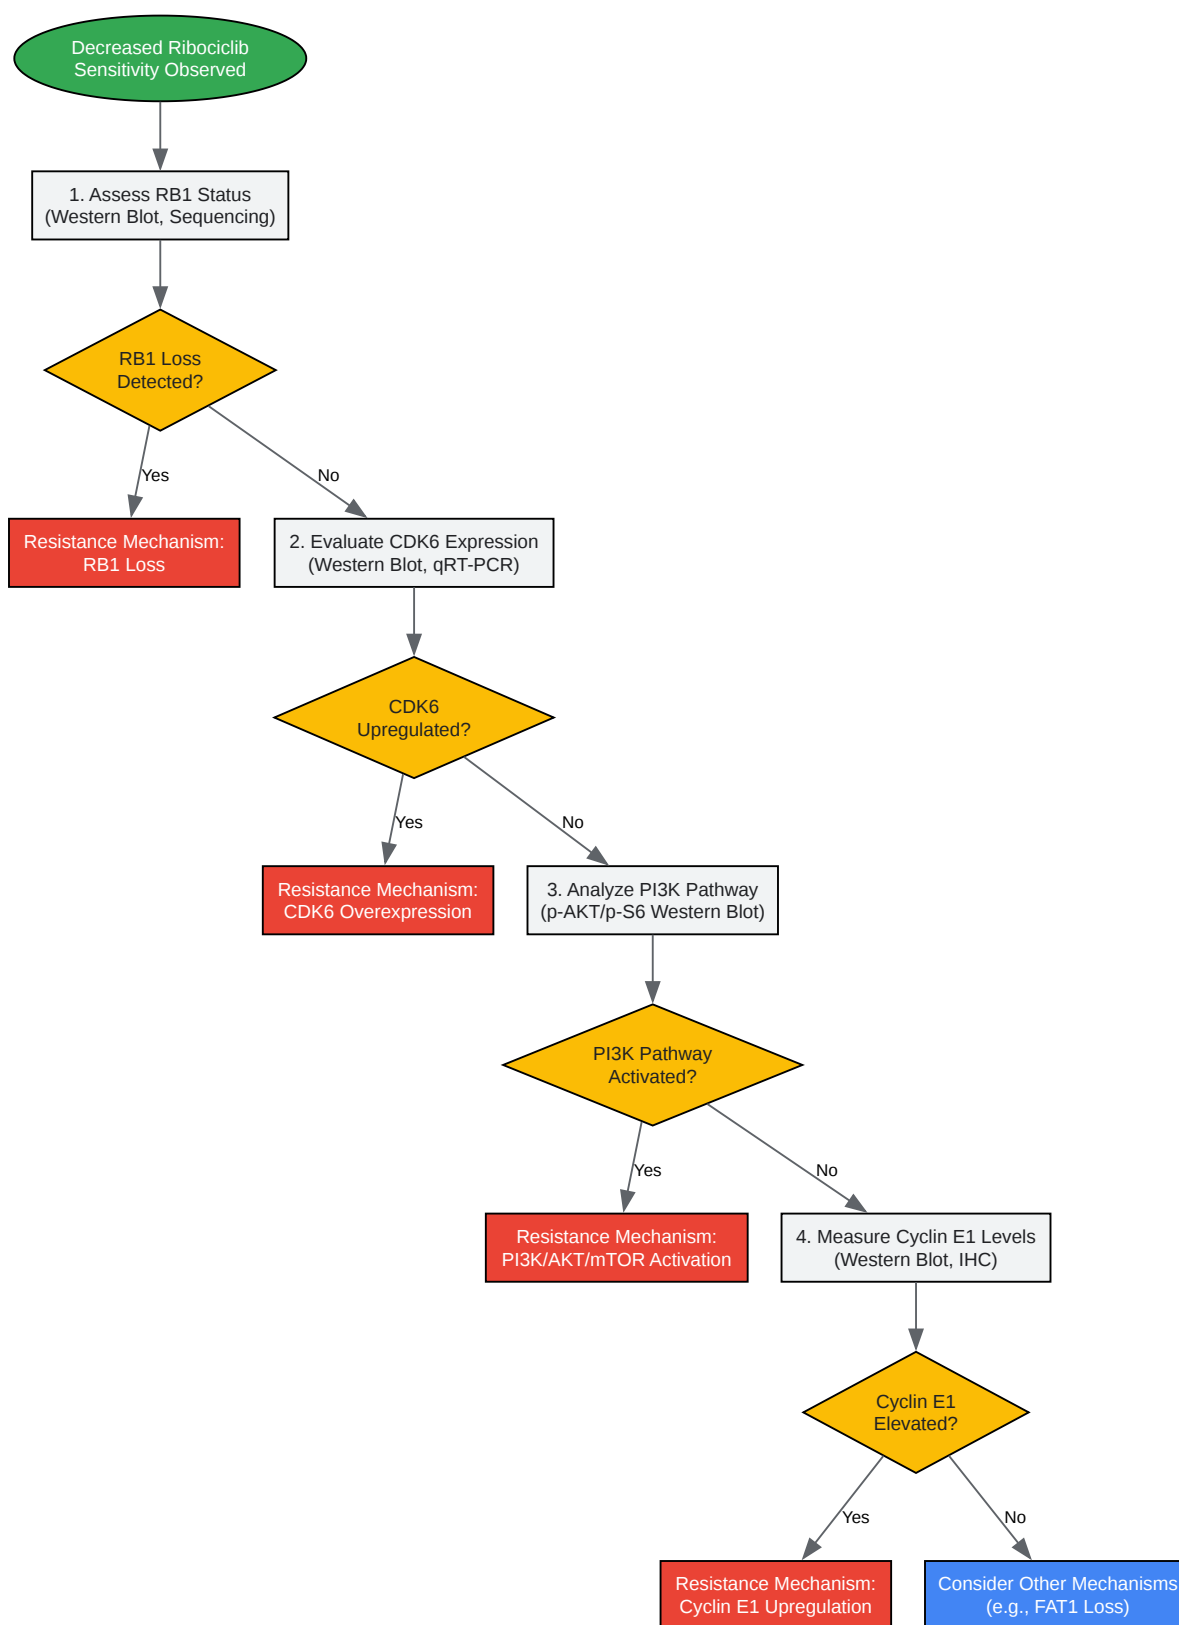 Decreased Ribociclib
Sensitivity Observed
1. Assess RB1 Status
(Western Blot, Sequencing)
RB1 Loss
Detected?
Yes
No
Resistance Mechanism:
RB1 Loss
2. Evaluate CDK6 Expression
(Western Blot, qRT-PCR)
CDK6
Upregulated?
Yes
No
Resistance Mechanism:
CDK6 Overexpression
3. Analyze PI3K Pathway
(p-AKT/p-S6 Western Blot)
PI3K Pathway
Activated?
Yes
No
Resistance Mechanism:
PI3K/AKT/mTOR Activation
4. Measure Cyclin E1 Levels
(Western Blot, IHC)
Cyclin E1
Elevated?
Yes
No
Resistance Mechanism:
Cyclin E1 Upregulation
Consider Other Mechanisms
(e.g., FAT1 Loss)